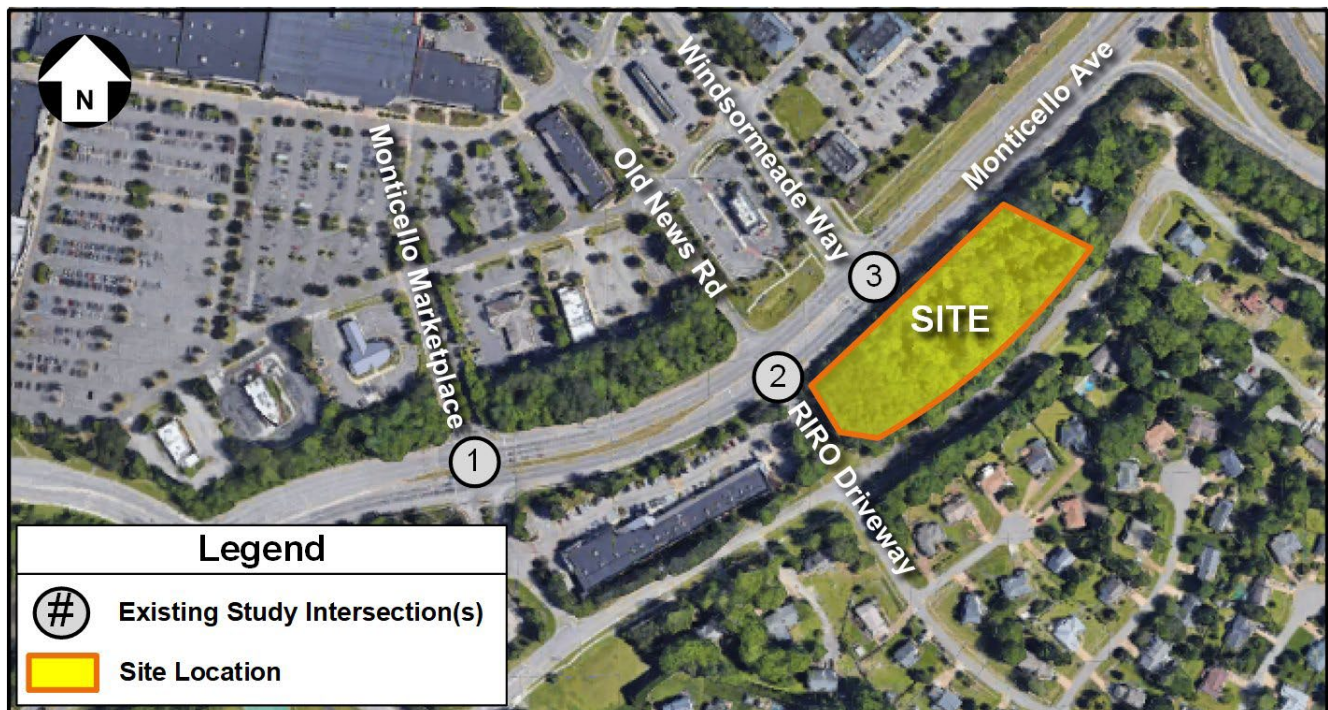 N
Monticello Marketplace
Old News Rd
Windsormeade Way
Monticello Ave
3
SITE
2
RIRO Driveway
1
Legend
# Existing Study Intersection(s)
Site Location